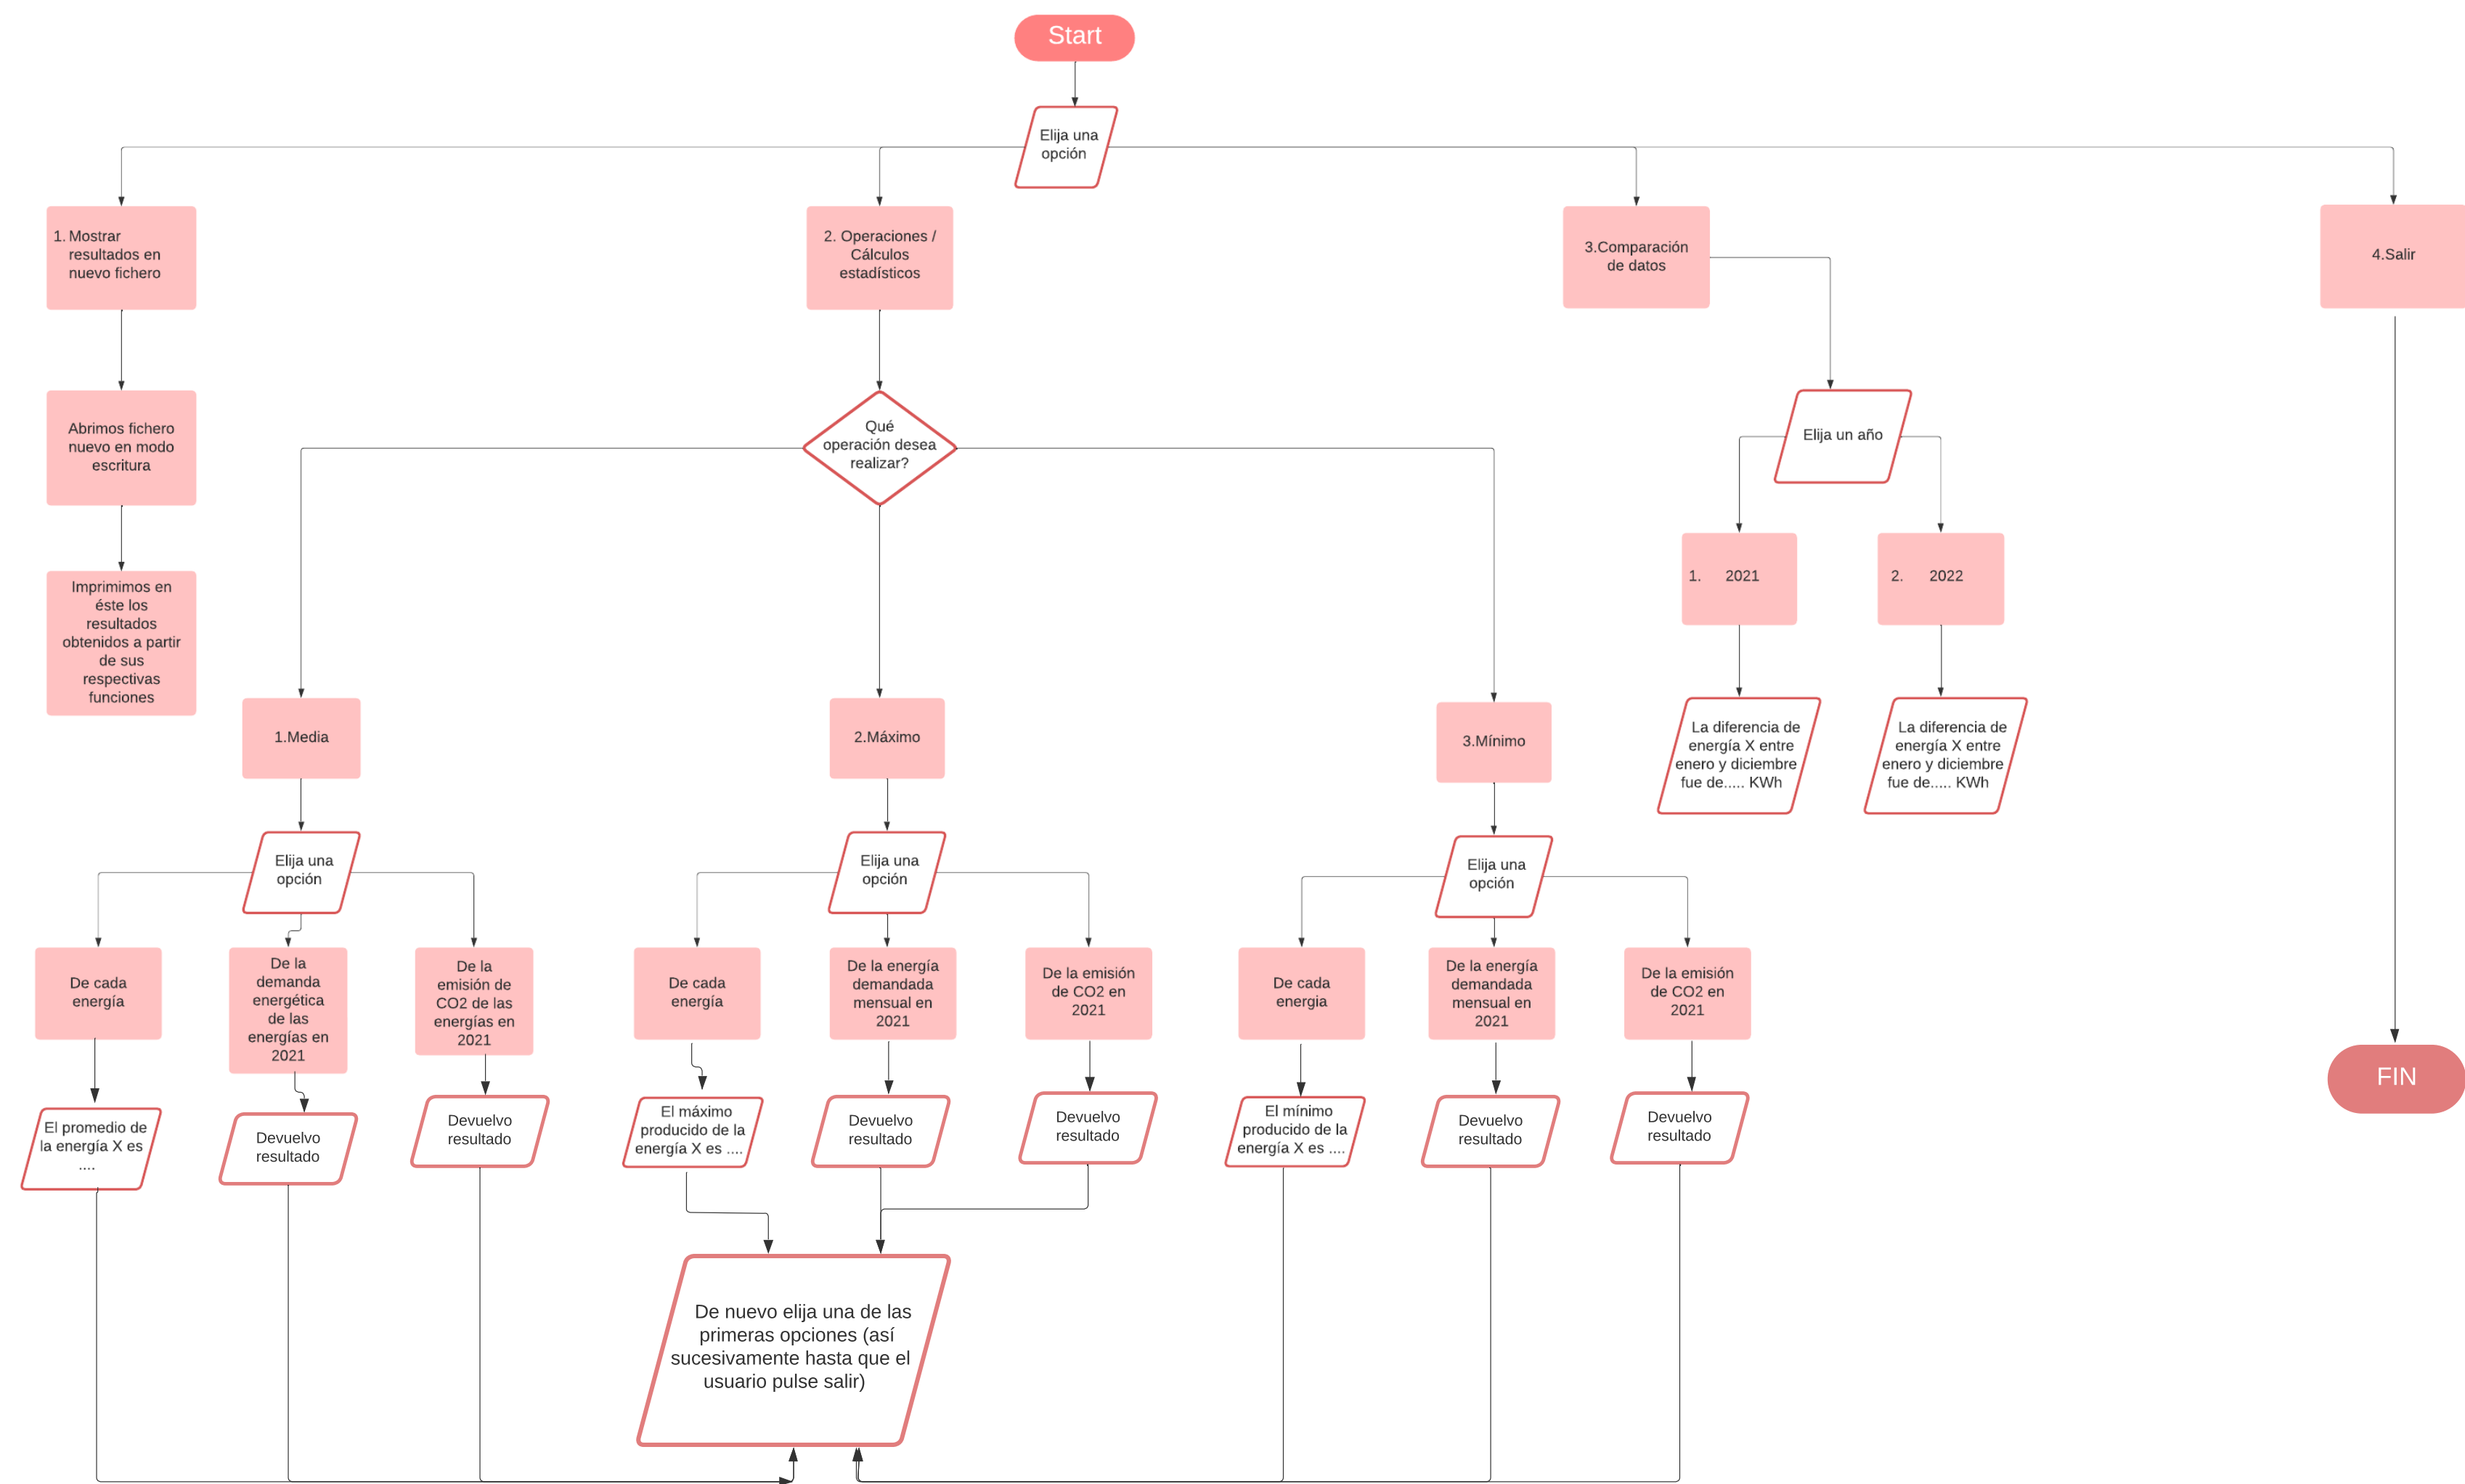 Start
Elija una
opción
1. Mostrar
resultados en
nuevo fichero
2. Operaciones /
Cálculos
estadísticos
3.Comparación
de datos
4.Salir
Abrimos fichero
nuevo en modo
escritura
Qué
operación desea
realizar?
Elija un año
Imprimimos en
éste los
resultados
obtenidos a partir
de sus
respectivas
funciones
1. 2021
2. 2022
1.Media
2.Máximo
3.Mínimo
La diferencia de
energía X entre
enero y diciembre
fue de..... KWh
La diferencia de
energía X entre
enero y diciembre
fue de..... KWh
Elija una
opción
Elija una
opción
Elija una
opción
De cada
energía
De la
demanda
energética
de las
energías en
2021
De la
emisión de
CO2 de las
energías en
2021
De cada
energía
De la energía
demandada
mensual en
2021
De la emisión
de CO2 en
2021
De cada
energia
De la energía
demandada
mensual en
2021
De la emisión
de CO2 en
2021
El promedio de
la energía X es
....
Devuelvo
resultado
Devuelvo
resultado
El máximo
producido de la
energía X es ....
Devuelvo
resultado
Devuelvo
resultado
El mínimo
producido de la
energía X es ....
Devuelvo
resultado
Devuelvo
resultado
FIN
De nuevo elija una de las
primeras opciones (así
sucesivamente hasta que el
usuario pulse salir)